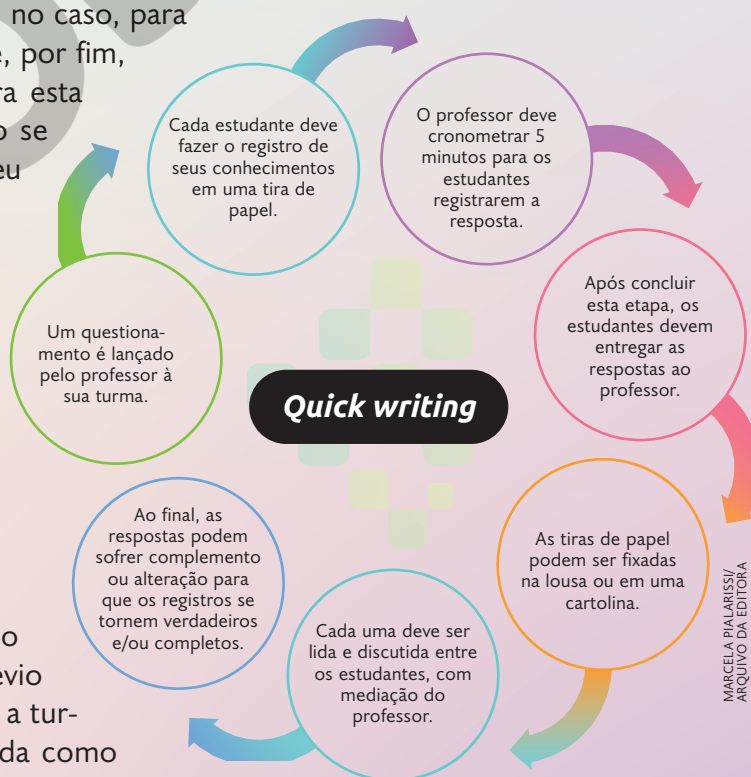 no caso, para
e, por fim,
ra esta
o se
eu
Um questiona-
mento é lançado
pelo professor à
sua turma.
Cada estudante deve
fazer o registro de
seus conhecimentos
em uma tira de
papel.
O professor deve
cronometrar 5
minutos para os
estudantes
registrarem a
resposta.
Após concluir
esta etapa, os
estudantes devem
entregar as
respostas ao
professor.
As tiras de papel
podem ser fixadas
na lousa ou em uma
cartolina.
Cada uma deve ser
lida e discutida entre
os estudantes, com
mediação do
professor.
Ao final, as
respostas podem
sofrer complemento
ou alteração para
que os registros se
tornem verdadeiros
e/ou completos.
Quick writing
o
evio
a tur-
da como
MARCELA PIALARISSI/
ARQUIVO DA EDITORA